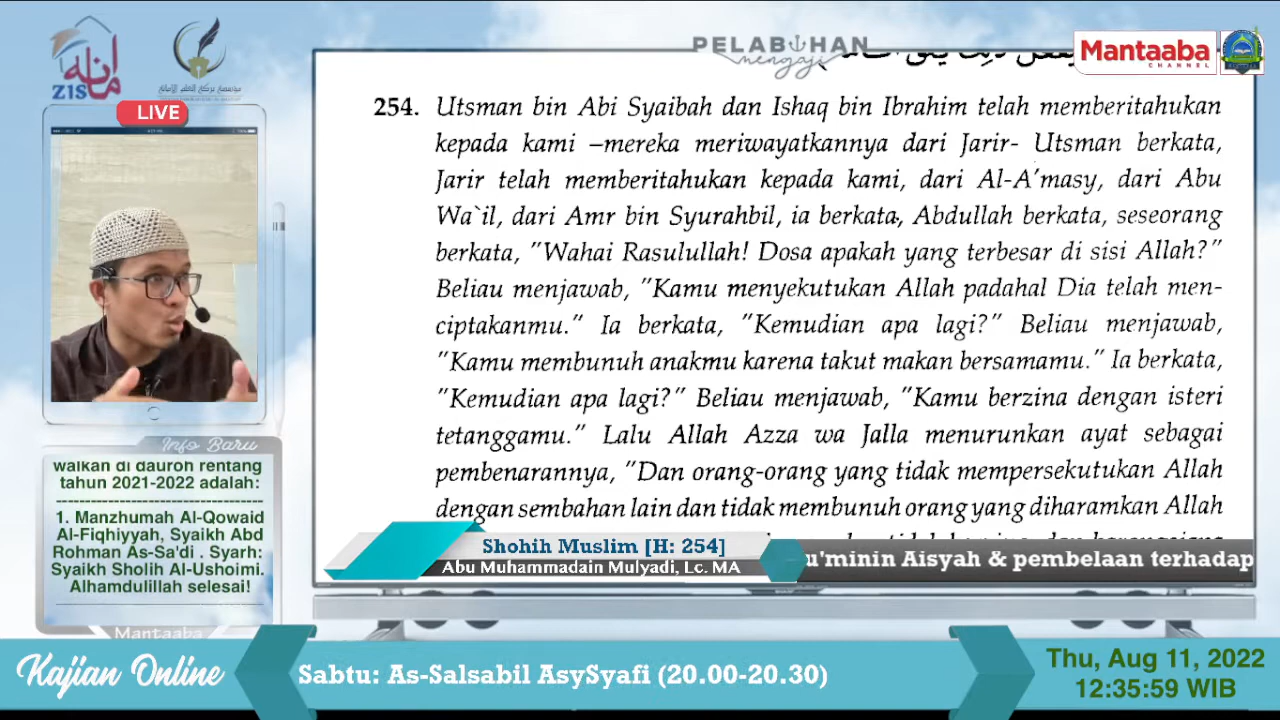 PELABUHAN
mengaji
Mantaaba
CHANNEL
ZIS
LIVE
254. Utsman bin Abi Syaibah dan Ishaq bin Ibrahim telah memberitahukan
kepada kami –mereka meriwayatkannya dari Jarir- Utsman berkata,
Jarir telah memberitahukan kepada kami, dari Al-A'masy, dari Abu
Wa`il, dari Amr bin Syurahbil, ia berkata, Abdullah berkata, seseorang
berkata, "Wahai Rasulullah! Dosa apakah yang terbesar di sisi Allah?"
Beliau menjawab, "Kamu menyekutukan Allah padahal Dia telah men-
ciptakanmu." Ia berkata, "Kemudian apa lagi?" Beliau menjawab,
"Kamu membunuh anakmu karena takut makan bersamamu." Ia berkata,
"Kemudian apa lagi?" Beliau menjawab, "Kamu berzina dengan isteri
tetanggamu." Lalu Allah Azza wa Jalla menurunkan ayat sebagai
pembenarannya, "Dan orang-orang yang tidak mempersekutukan Allah
dengan sembahan lain dan tidak membunuh orang yang diharamkan Allah
Info Baru
walkan di dauroh rentang
tahun 2021-2022 adalah:
1. Manzhumah Al-Qowaid
Al-Fiqhiyyah, Syaikh Abd
Rohman As-Sa'di . Syarh:
Syaikh Sholih Al-Ushoimi.
Alhamdulillah selesai!
Mantaaba
Shohih Muslim [H: 254]
Abu Muhammadain Mulyadi, Lc. MA
u'minin Aisyah & pembelaan terhadap
Kajian Online
Sabtu: As-Salsabil AsySyafi (20.00-20.30)
Thu, Aug 11, 2022
12:35:59 WIB